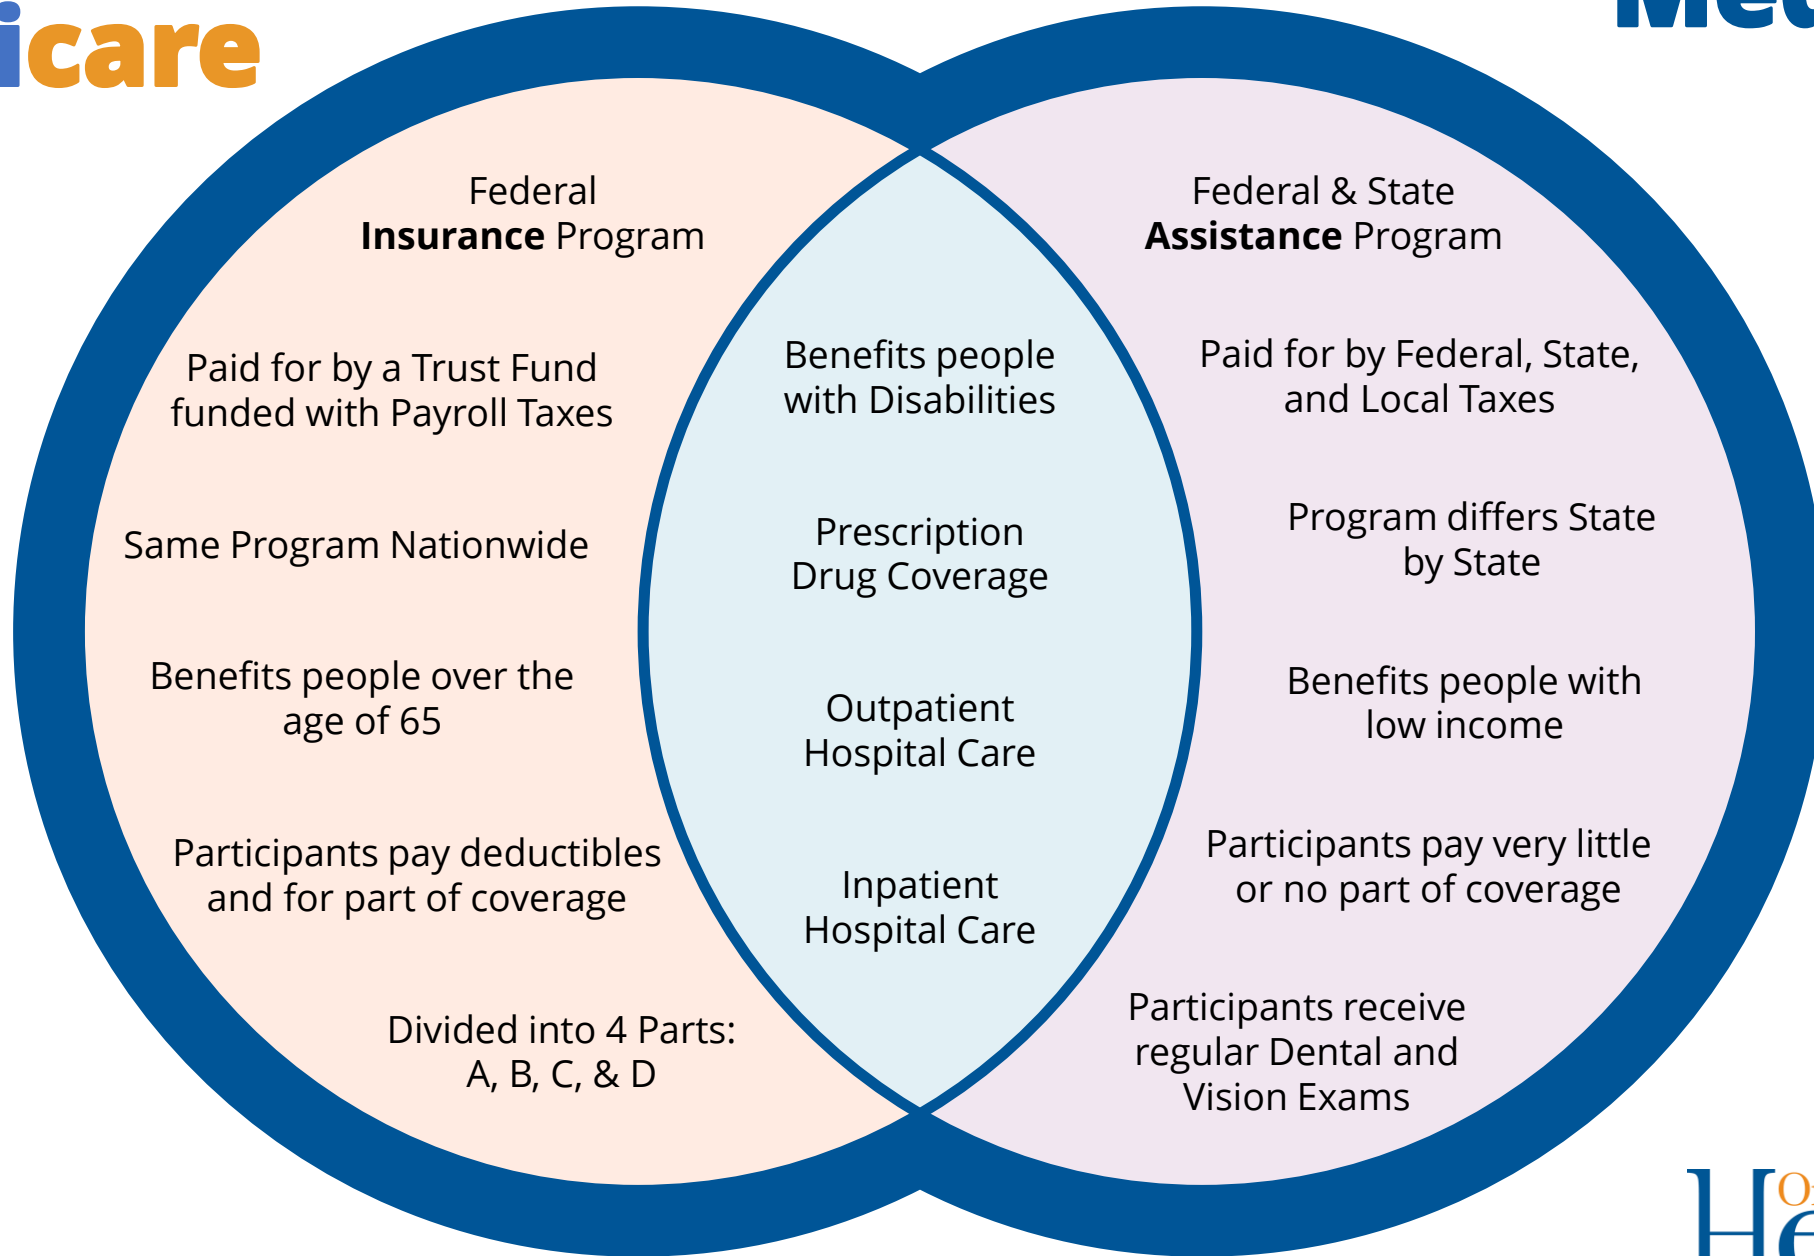 icare
Med
Federal
Insurance Program
Paid for by a Trust Fund
funded with Payroll Taxes
Same Program Nationwide
Benefits people over the
age of 65
Participants pay deductibles
and for part of coverage
Divided into 4 Parts:
A, B, C, & D
Benefits people
with Disabilities
Prescription
Drug Coverage
Outpatient
Hospital Care
Inpatient
Hospital Care
Federal & State
Assistance Program
Paid for by Federal, State,
and Local Taxes
Program differs State
by State
Benefits people with
low income
Participants pay very little
or no part of coverage
Participants receive
regular Dental and
Vision Exams